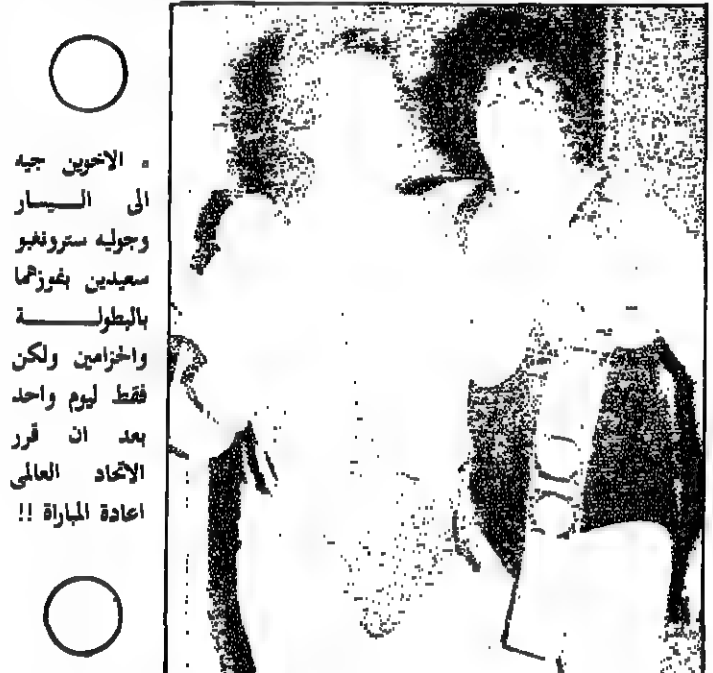 ▫ الاخوين جيه
الى اليسار
وجوليه سترونغبو
سعيدين بفوزهما
بالبطولة
والحزامين ولكن
فقط ليوم واحد
بعد ان قرر
الاتحاد العالمى
اعادة المباراة !!